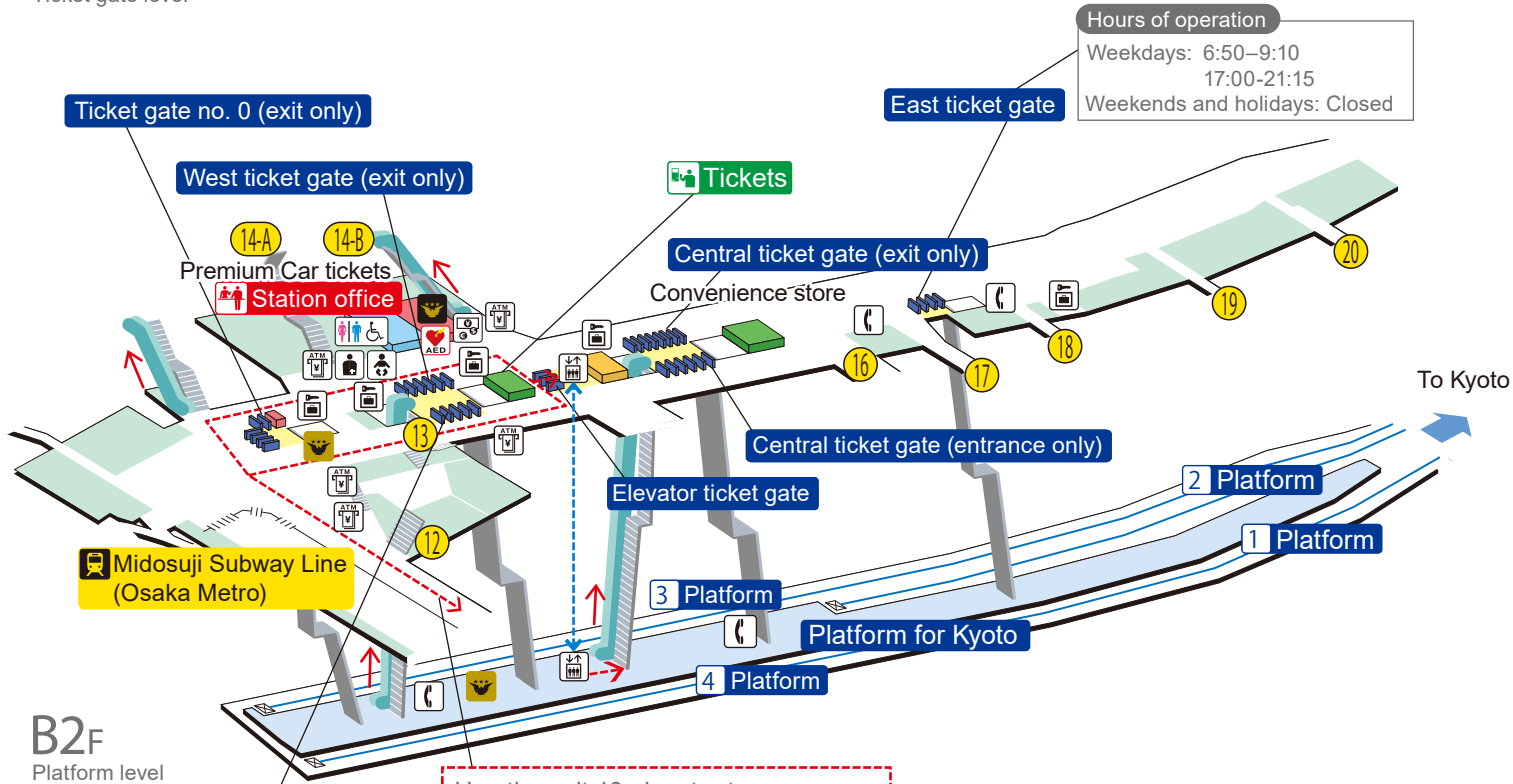 Hours of operation
Weekdays: 6:50–9:10
17:00-21:15
Weekends and holidays: Closed
East ticket gate
Ticket gate no. 0 (exit only)
West ticket gate (exit only)
Tickets
14-A
14-B
Premium Car tickets
Station office
Central ticket gate (exit only)
Convenience store
ATM
¥
AED
ATM
¥
16
17
18
19
20
To Kyoto
13
ATM
¥
Central ticket gate (entrance only)
Elevator ticket gate
ATM
¥
¥
12
Midosuji Subway Line
(Osaka Metro)
2 Platform
1 Platform
3 Platform
Platform for Kyoto
4 Platform
B2F
Platform level